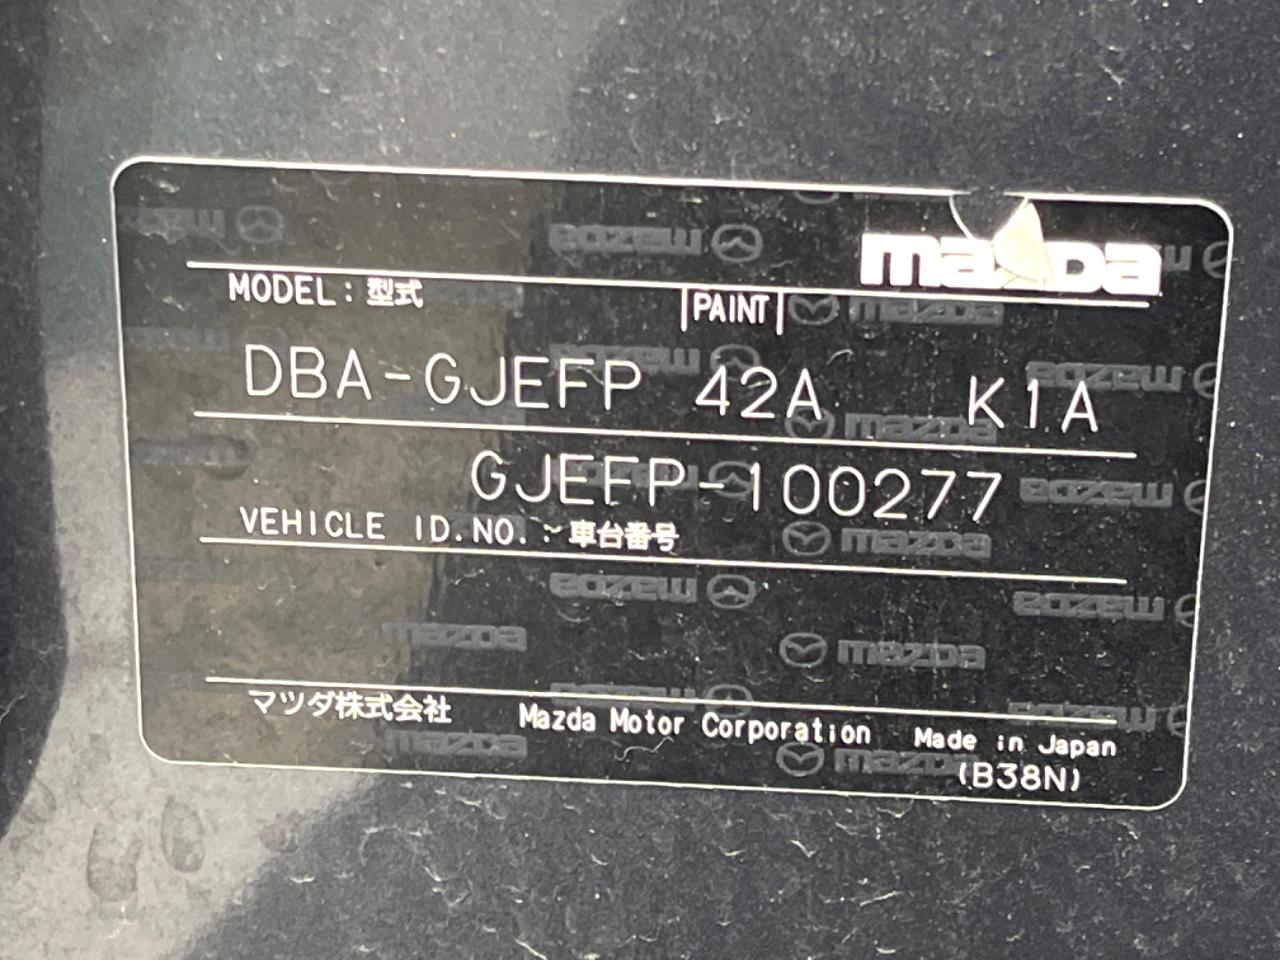 mazda
MODEL:型式 PAINT
DBA-GJEFP 42A K1A
GJEFP-100277
VEHICLE ID.NO.:車台番号
マツダ株式会社 Mazda Motor Corporation Made in Japan
(B38N)